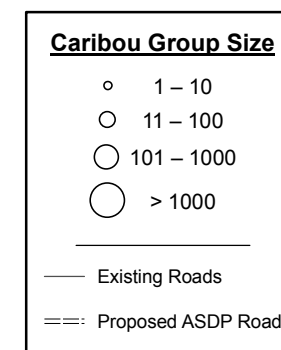 Caribou Group Size
1 – 10
11 – 100
101 – 1000
> 1000
Existing Roads
Proposed ASDP Road